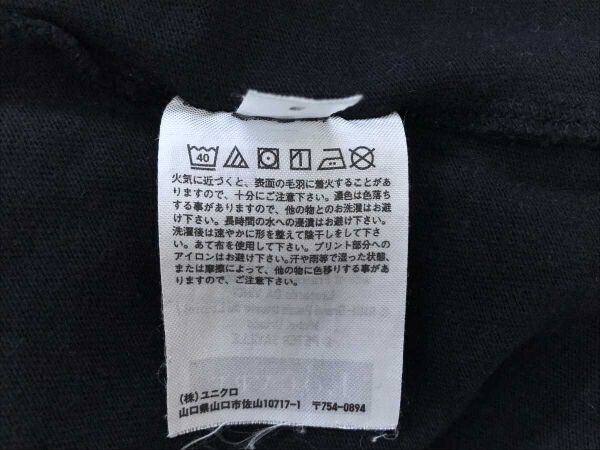 40
火気に近づくと、表面の毛羽に着火することがあ
りますので、十分にご注意下さい。濃色は色落ち
する事がありますので、他の物とのお洗濯はお避
け下さい。長時間の水への浸漬はお避け下さい。
洗濯後は速やかに形を整えて陰干しをして下さ
い。あて布を使用して下さい。プリント部分への
アイロンはお避け下さい。汗や雨等で湿った状態、
または摩擦によって、他の物に色移りする事があ
りますので、ご注意下さい。
(株)ユニクロ
山口県山口市佐山10717-1 〒754-0894